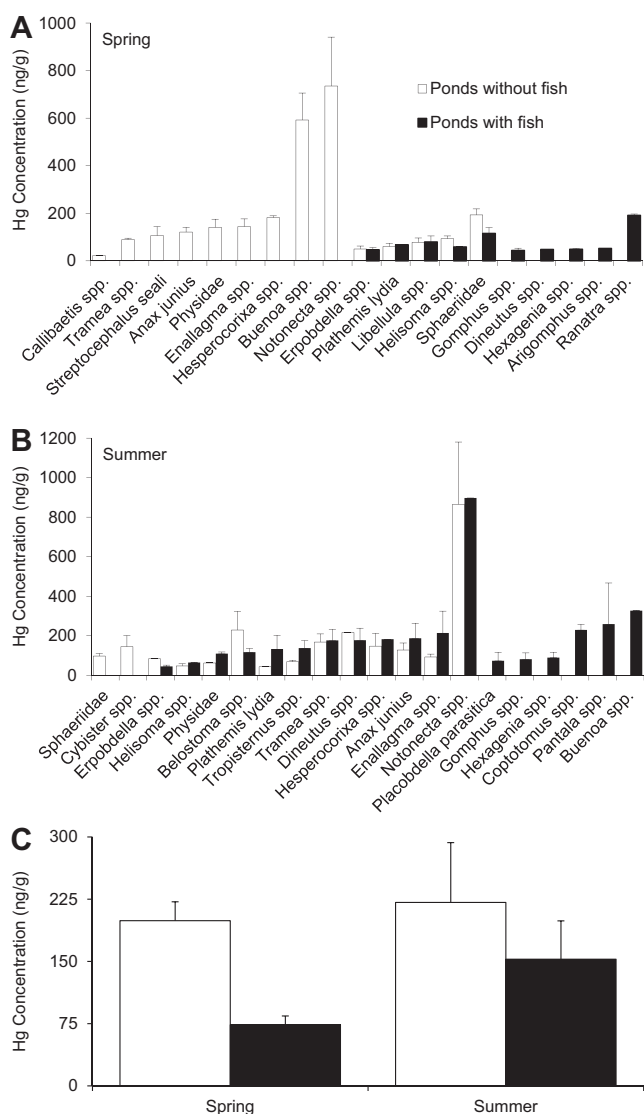 A
Spring
1000
800
600
400
200
0
Hg Concentration (ng/g)
Ponds without fish
Ponds with fish
Callibaetis spp.
Tramea spp.
Streptocephalus seali
Anax junius
Physidae
Enallagma spp.
Hesperocorixa spp.
Buenoa spp.
Notonecta spp.
Erpobdella spp.
Plathemis lydia
Libellula spp.
Helisoma spp.
Sphaeriidae
Gomphus spp.
Dineutus spp.
Hexagenia spp.
Arigomphus spp.
Ranatra spp.
B
Summer
1200
1000
800
600
400
200
0
Hg Concentration (ng/g)
Sphaeriidae
Cybister spp.
Erpobdella spp.
Helisoma spp.
Physidae
Belostoma spp.
Plathemis lydia
Tropisternus spp.
Tramea spp.
Dineutus spp.
Hesperocorixa spp.
Anax junius
Enallagma spp.
Notonecta spp.
Placobdella parasitica
Gomphus spp.
Hexagenia spp.
Coptotomus spp.
Pantala spp.
Buenoa spp.
C
300
225
150
75
0
Hg Concentration (ng/g)
Spring
Summer